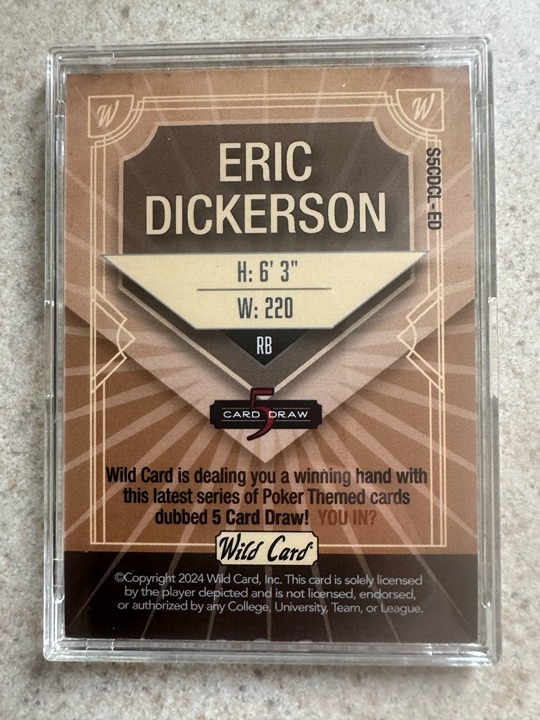 W
W
ERIC
DICKERSON
S5CDCL-ED
H: 6' 3"
W: 220
RB
CARD 5 DRAW
Wild Card is dealing you a winning hand with
this latest series of Poker Themed cards
dubbed 5 Card Draw! YOU IN?
Wild Card
©Copyright 2024 Wild Card, Inc. This card is solely licensed
by the player depicted and is not licensed, endorsed,
or authorized by any College, University, Team, or League.